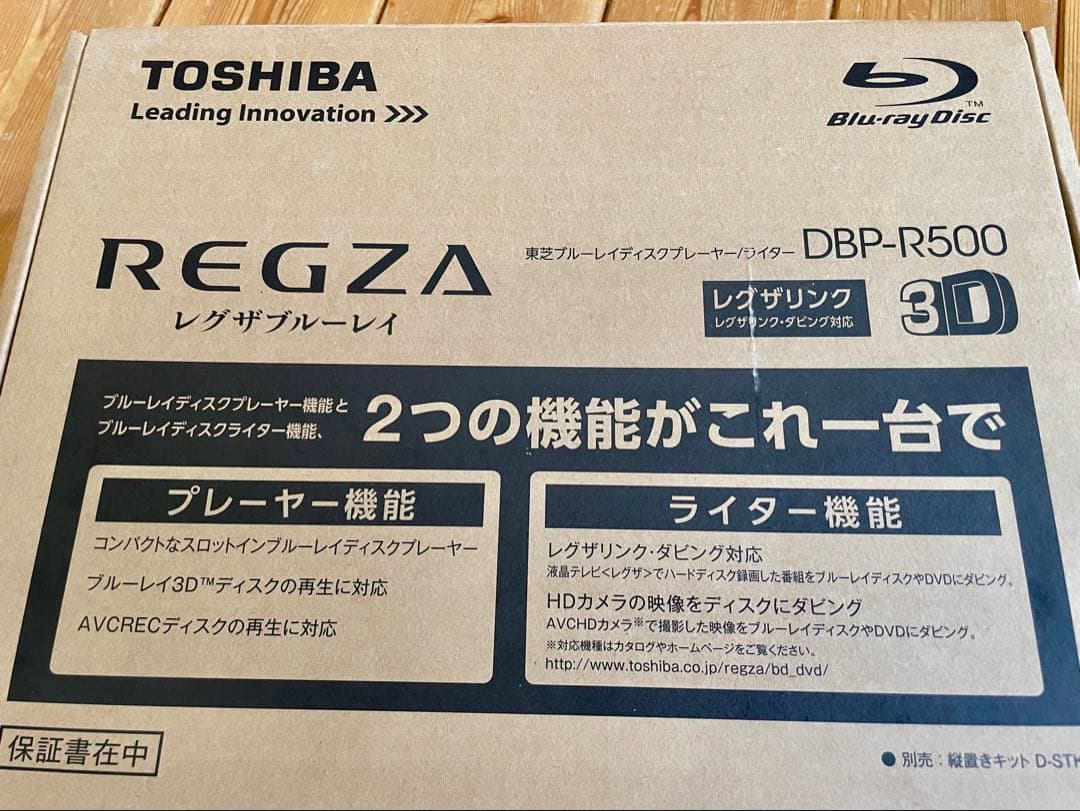 TOSHIBA
Leading Innovation >>>
Blu-ray Disc TM
REGZA
レグザブルーレイ
東芝ブルーレイディスクプレーヤー/ライター DBP-R500
レグザリンク
レグザリンク・ダビング対応
3D
ブルーレイディスクプレーヤー機能と
ブルーレイディスクライター機能、
2つの機能がこれ一台で
プレーヤー機能
コンパクトなスロットインブルーレイディスクプレーヤー
ブルーレイ3D™ディスクの再生に対応
AVCRECディスクの再生に対応
ライター機能
レグザリンク・ダビング対応
液晶テレビ<レグザ>でハードディスク録画した番組をブルーレイディスクやDVDにダビング。
HDカメラの映像をディスクにダビング
AVCHDカメラ※で撮影した映像をブルーレイディスクやDVDにダビング。
※対応機種はカタログやホームページをご覧ください。
http://www.toshiba.co.jp/regza/bd_dvd/
保証書在中
●別売：縦置きキット